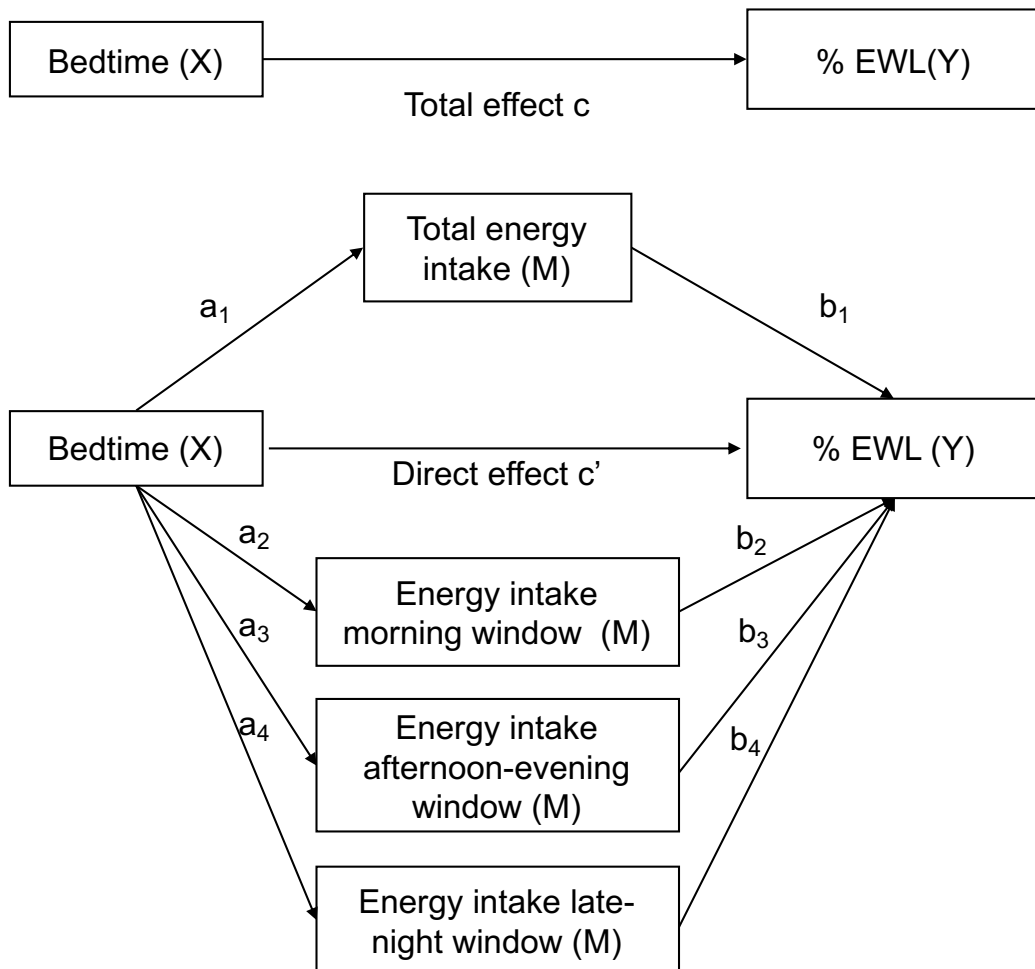 Bedtime (X)
% EWL(Y)
Total effect c
Total energy
intake (M)
a1
b1
Bedtime (X)
% EWL (Y)
Direct effect c’
a2
b2
Energy intake
morning window (M)
a3
b3
Energy intake
afternoon-evening
window (M)
a4
b4
Energy intake late-
night window (M)